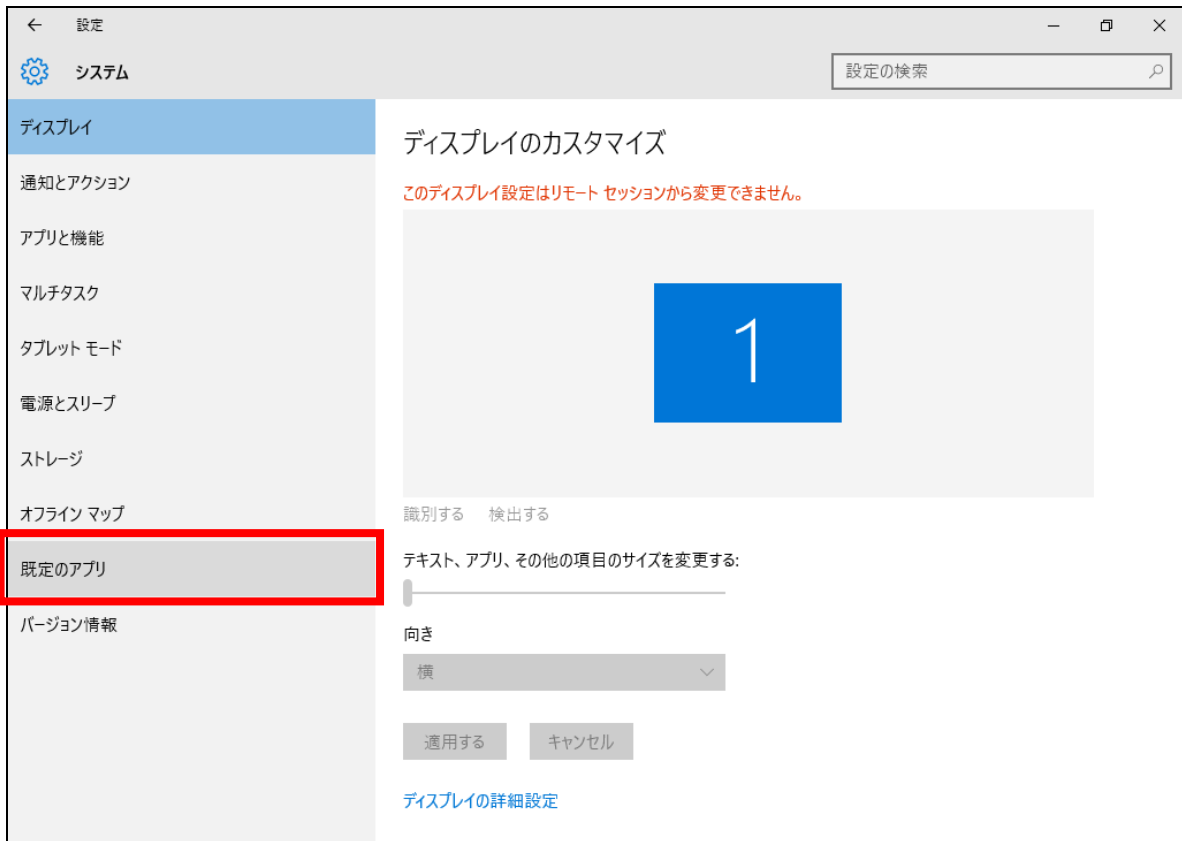 設定
システム
設定の検索
ディスプレイ
通知とアクション
アプリと機能
マルチタスク
タブレット モード
電源とスリープ
ストレージ
オフライン マップ
既定のアプリ
バージョン情報
ディスプレイのカスタマイズ
このディスプレイ設定はリモート セッションから変更できません。
1
識別する 検出する
テキスト、アプリ、その他の項目のサイズを変更する:
向き
横
適用する キャンセル
ディスプレイの詳細設定